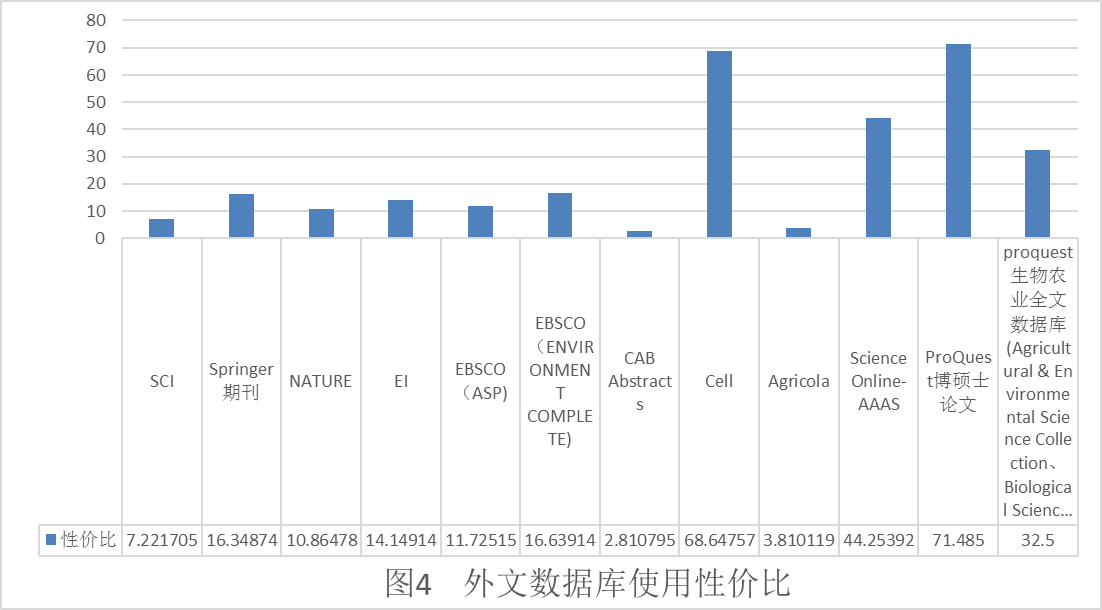 80
70
60
50
40
30
20
10
0
SCI
Springer
期刊
NATURE
EI
EBSCO
（ASP)
EBSCO
（ENVIR
ONMEN
T
COMPLE
TE)
CAB
Abstract
s
Cell
Agricola
Science
Online-
AAAS
ProQues
t博硕士
论文
proquest
生物农
业全文
数据库
(Agricult
ural & En
vironme
ntal Scie
nce Colle
ction、
Biologica
l Scienc...
性价比 7.221705 16.34874 10.86478 14.14914 11.72515 16.63914 2.810795 68.64757 3.810119 44.25392 71.485 32.5
图4 外文数据库使用性价比